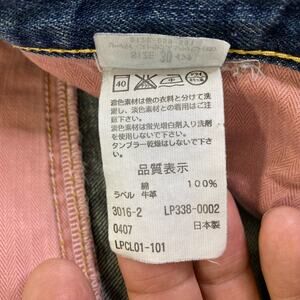 SIZE 30
40
濃色素材は他の衣料と分けて洗
淡色素材との着用はご注意
下さい
淡色素材は蛍光増白剤入り洗剤
を使用しないで下さい。
タンブラー乾燥はしないで下さい。
品質表示
綿 100%
ラベル 牛革
3016-2 LP338-0002
0407 日本製
LPCL01-101